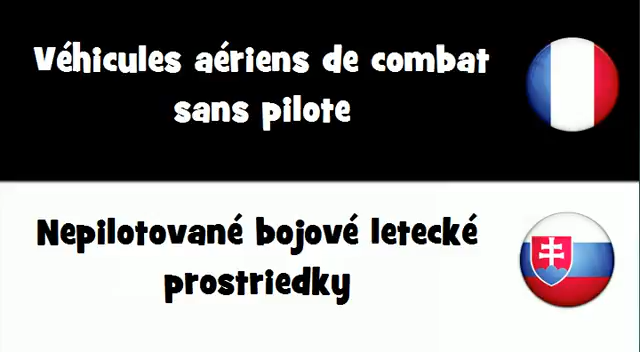 Véhicules aériens de combat
sans pilote
Nepilotované bojové letecké
prostriedky